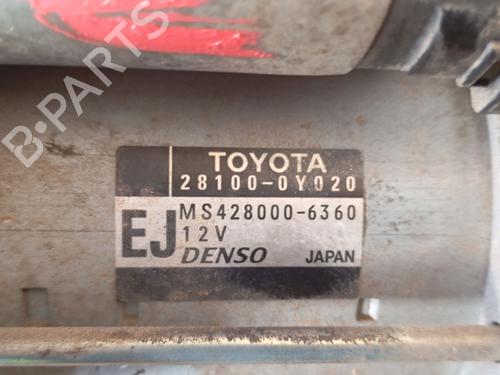 B-PARTS
TOYOTA
28100-0Y020
EJ
MS428000-6360
12V
DENSO JAPAN